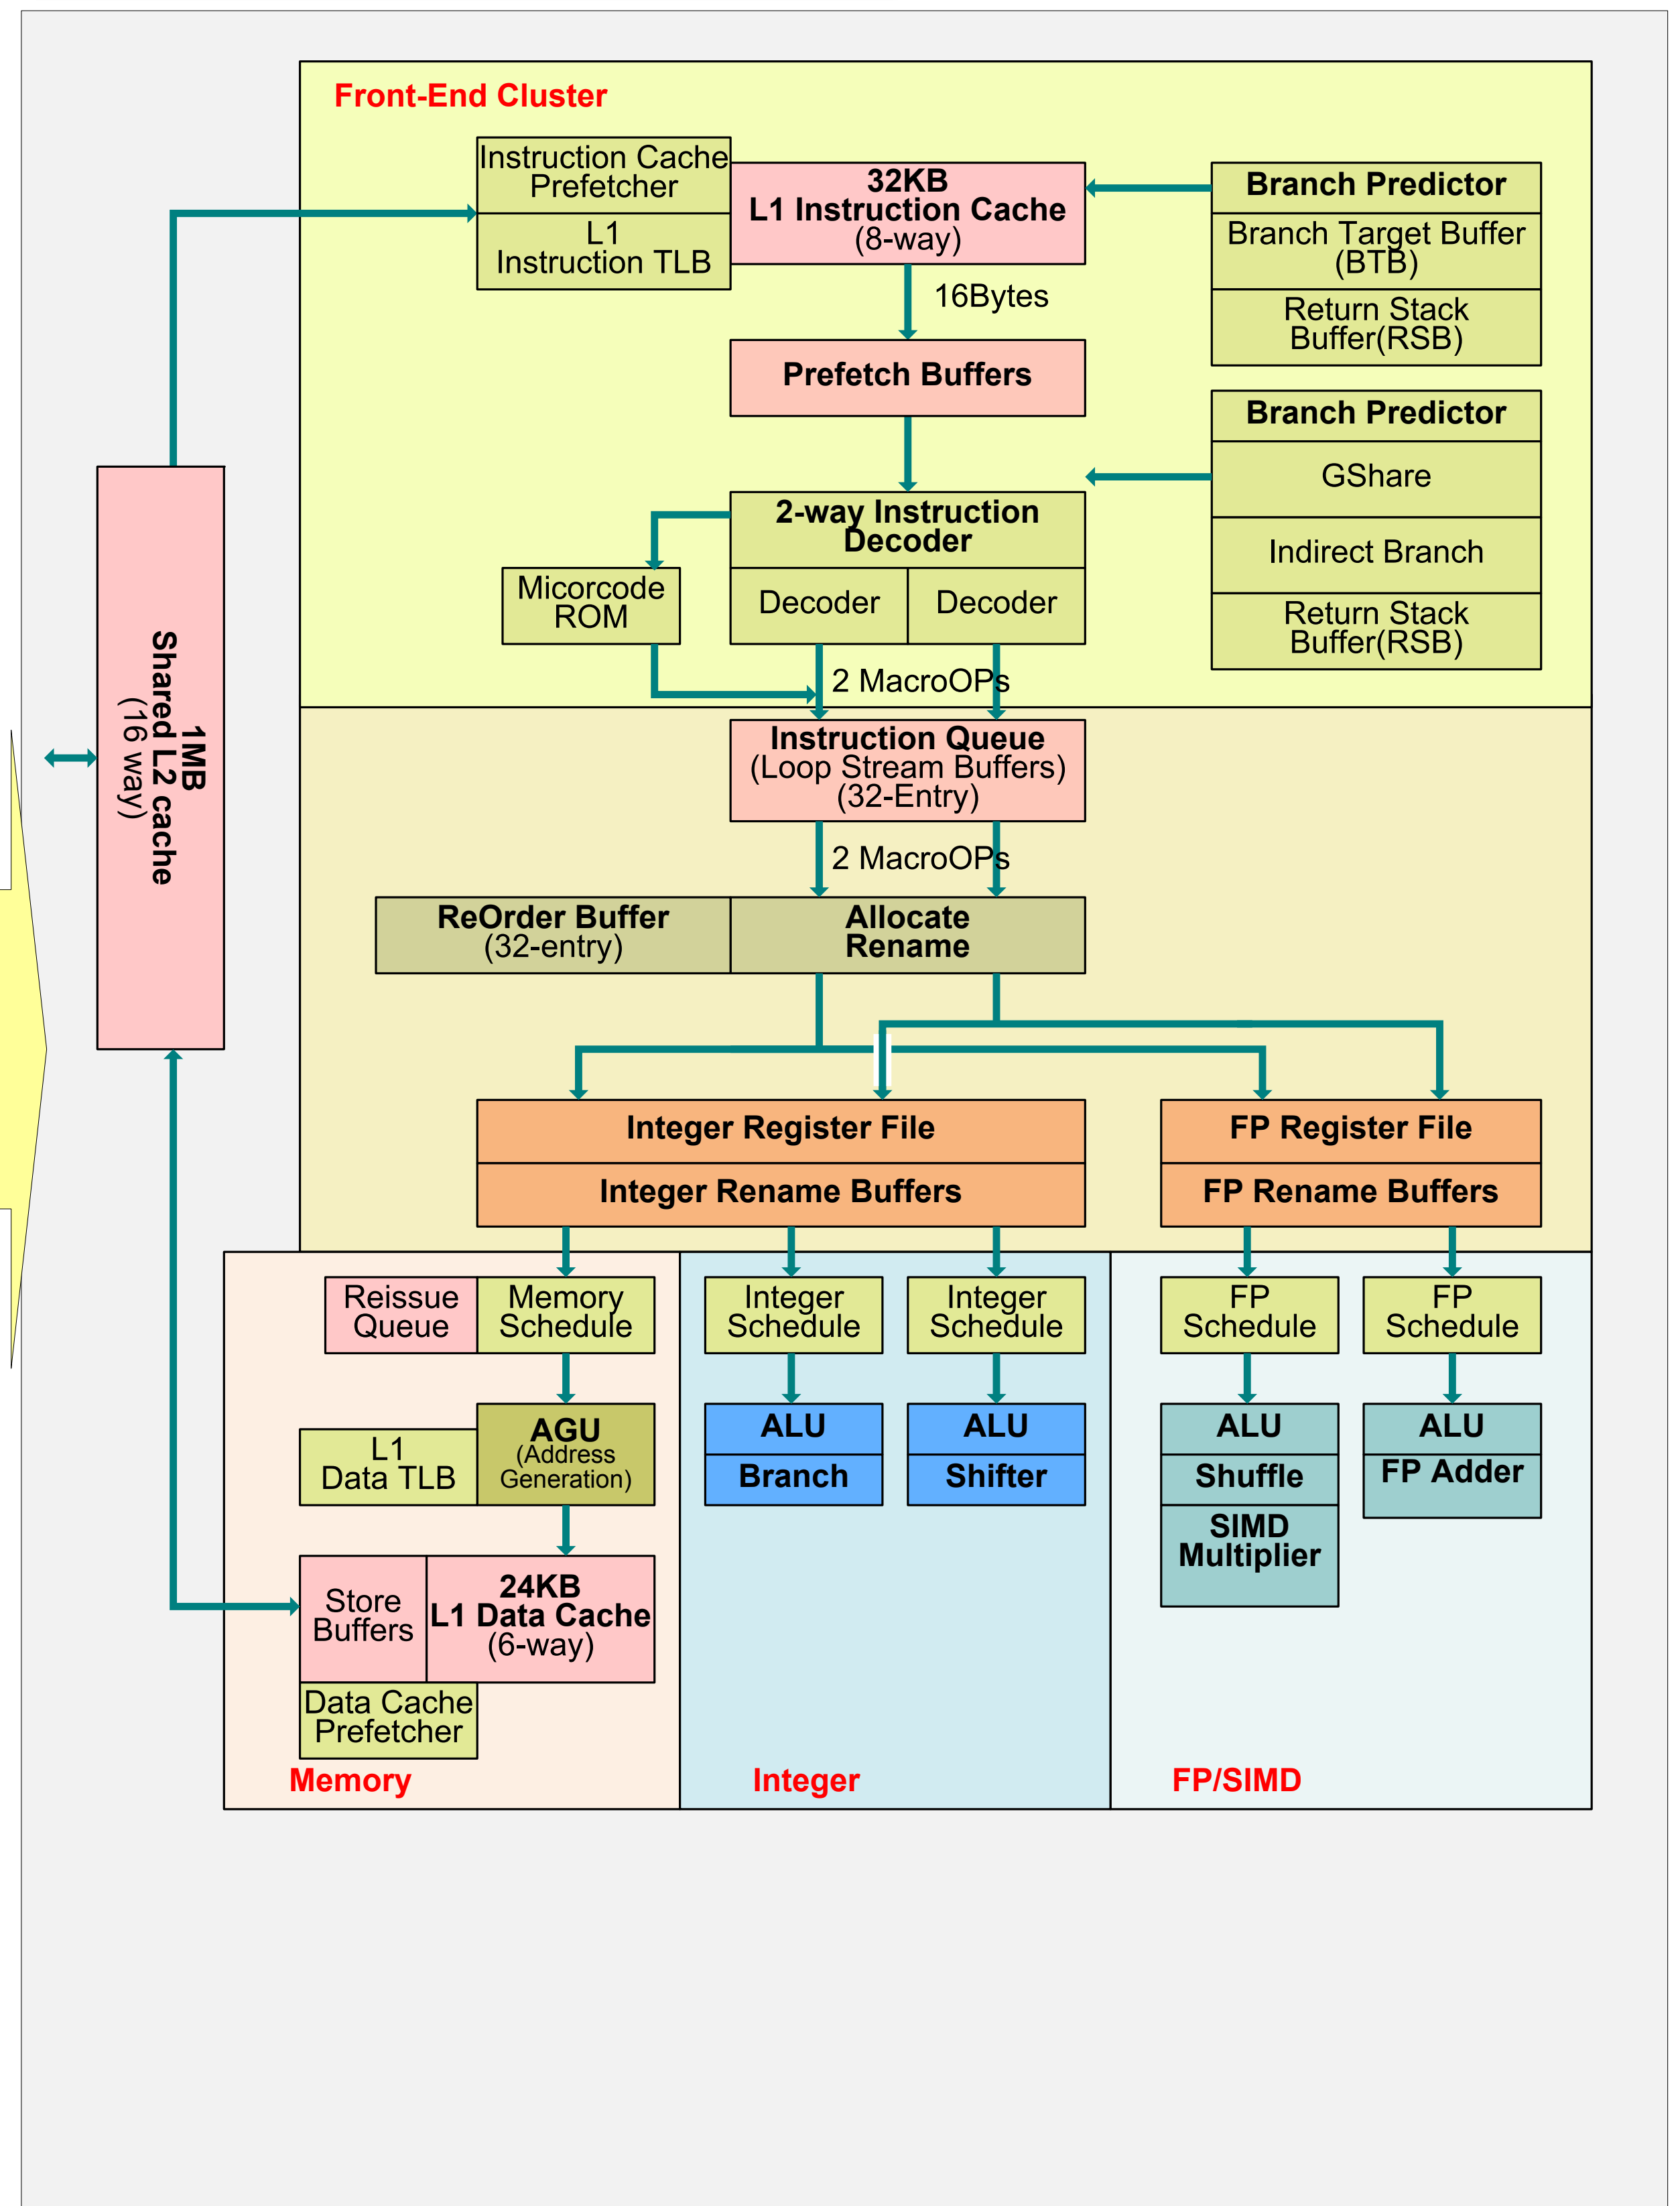 Front-End Cluster
Instruction Cache
Prefetcher
L1
Instruction TLB
32KB
L1 Instruction Cache
(8-way)
Branch Predictor
Branch Target Buffer
(BTB)
Return Stack
Buffer(RSB)
16Bytes
Prefetch Buffers
Branch Predictor
GShare
Indirect Branch
Return Stack
Buffer(RSB)
2-way Instruction
Decoder
Decoder
Decoder
Micorcode
ROM
2 MacroOPs
1MB
Shared L2 cache
(16 way)
Instruction Queue
(Loop Stream Buffers)
(32-Entry)
2 MacroOPs
ReOrder Buffer
(32-entry)
Allocate
Rename
Integer Register File
Integer Rename Buffers
FP Register File
FP Rename Buffers
Reissue
Queue
Memory
Schedule
Integer
Schedule
Integer
Schedule
FP
Schedule
FP
Schedule
L1
Data TLB
AGU
(Address
Generation)
ALU
Branch
ALU
Shifter
ALU
Shuffle
SIMD
Multiplier
ALU
FP Adder
Store
Buffers
24KB
L1 Data Cache
(6-way)
Data Cache
Prefetcher
Memory
Integer
FP/SIMD